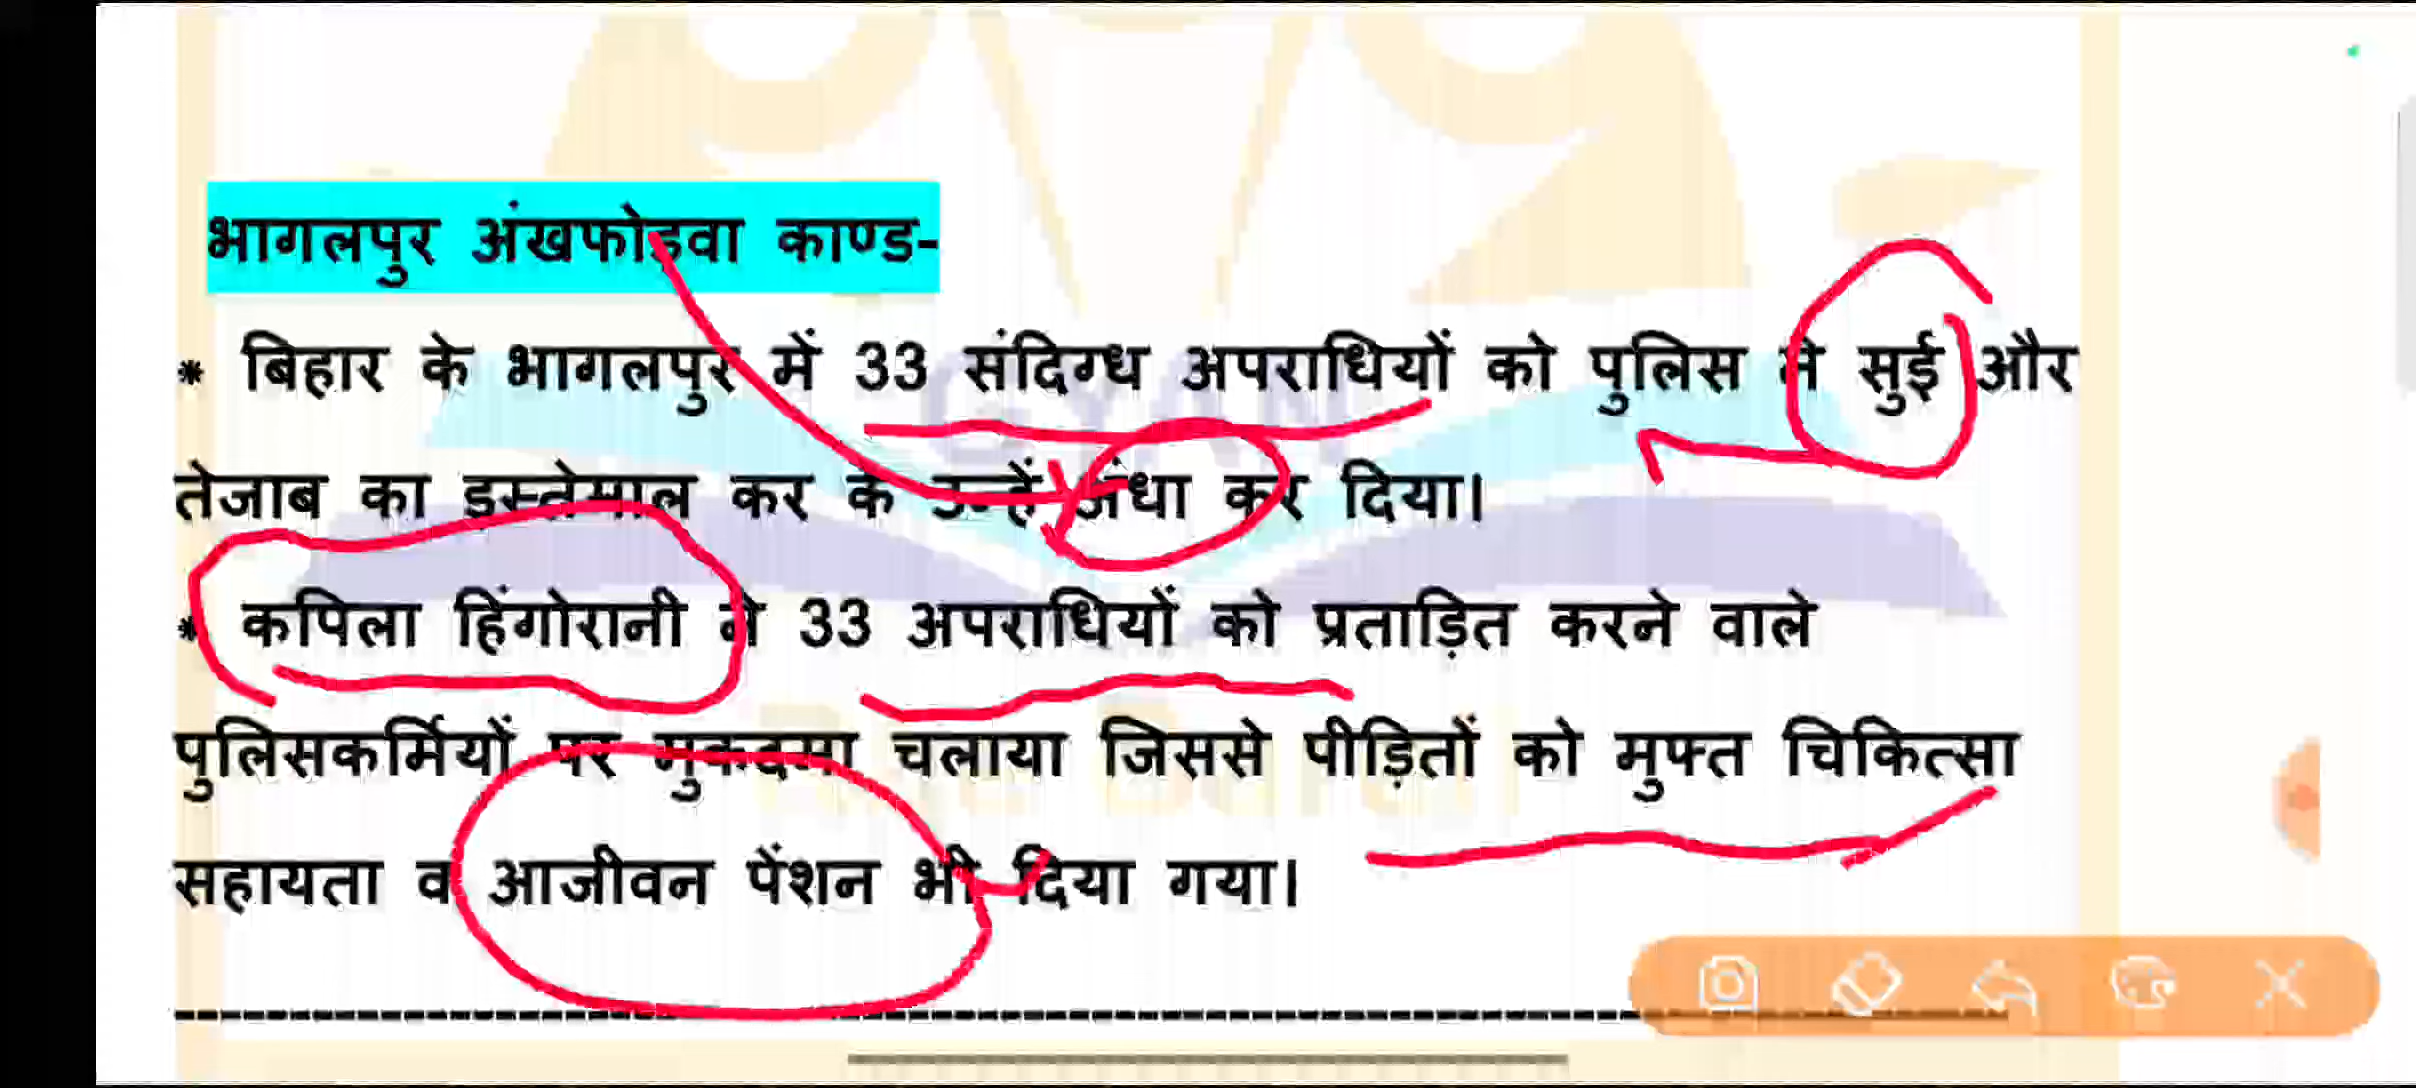 भागलपुर अंखफोडवा काण्ड-
* बिहार के भागलपुर में 33 संदिग्ध अपराधियों को पुलिस ने सुई और
तेजाब का इस्तेमाल कर के उन्हें अंधा कर दिया।
* कपिला हिंगोरानी ने 33 अपराधियों को प्रताड़ित करने वाले
पुलिसकर्मियों पर मुकदमा चलाया जिससे पीड़ितों को मुफ्त चिकित्सा
सहायता व आजीवन पेंशन भी दिया गया।